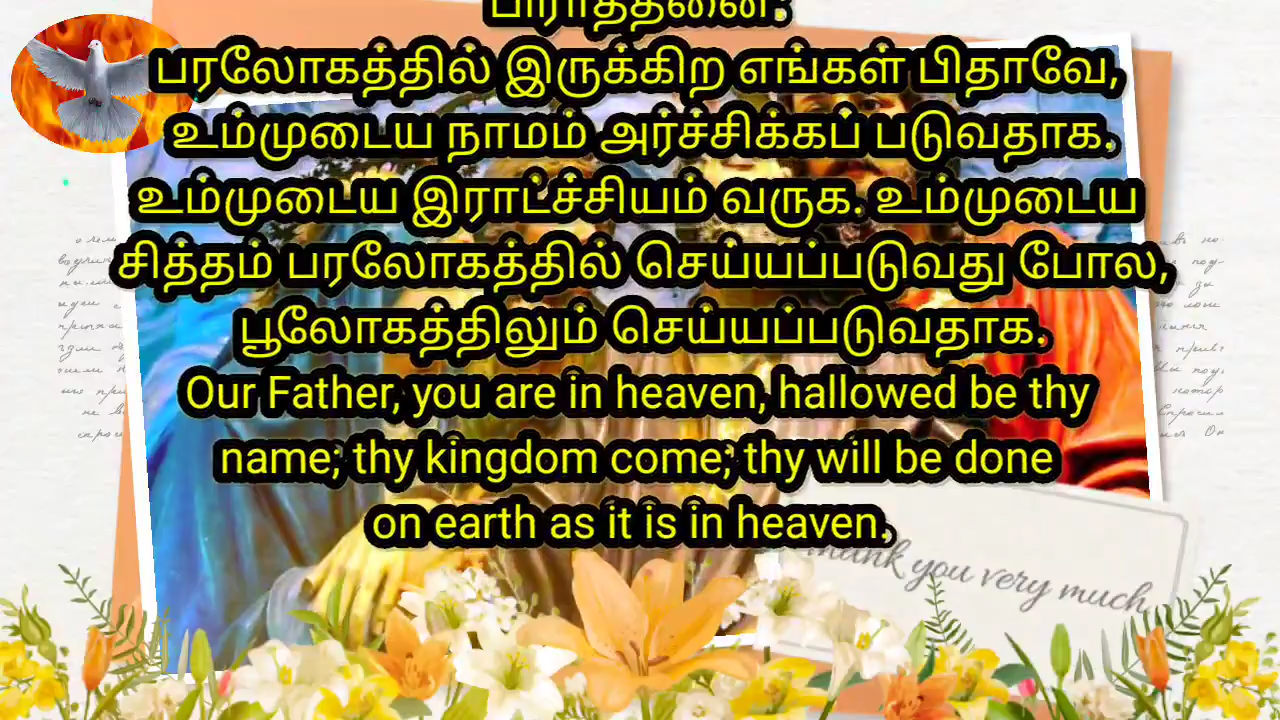 பிரார்த்தனை:
பரலோகத்தில் இருக்கிற எங்கள் பிதாவே,
உம்முடைய நாமம் அர்ச்சிக்கப் படுவதாக.
உம்முடைய இராட்ச்சியம் வருக. உம்முடைய
சித்தம் பரலோகத்தில் செய்யப்படுவது போல,
பூலோகத்திலும் செய்யப்படுவதாக.
Our Father, you are in heaven, hallowed be thy
name; thy kingdom come; thy will be done
on earth as it is in heaven.
thank you very much